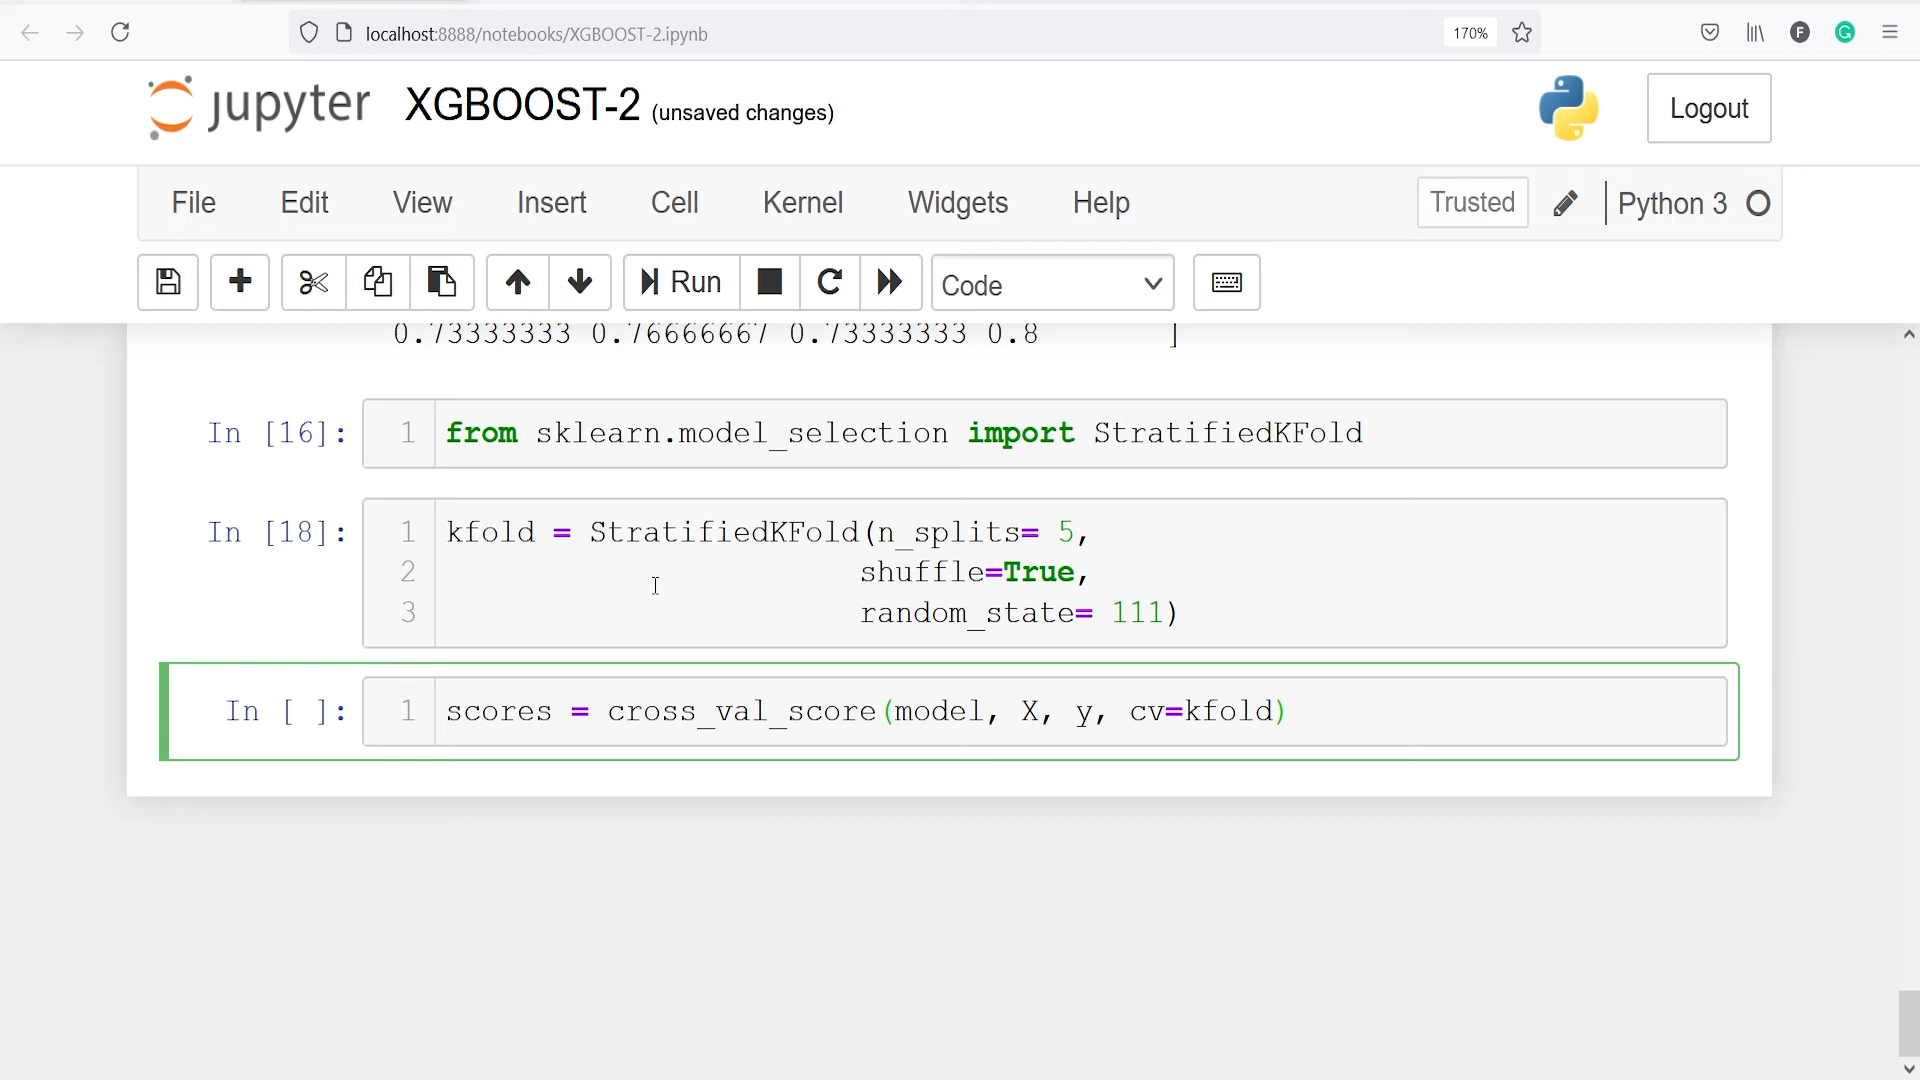 localhost:8888/notebooks/XGBOOST-2.ipynb
170%
F
G
jupyter XGBOOST-2 (unsaved changes)
Logout
File Edit View Insert Cell Kernel Widgets Help Trusted Python 3
Run Code
0.73333333 0.76666667 0.73333333 0.8 ]
In [16]: 1 from sklearn.model_selection import StratifiedKFold
In [18]: 1 kfold = StratifiedKFold(n_splits= 5,
2 shuffle=True,
3 random_state= 111)
In [ ]: 1 scores = cross_val_score(model, X, y, cv=kfold)